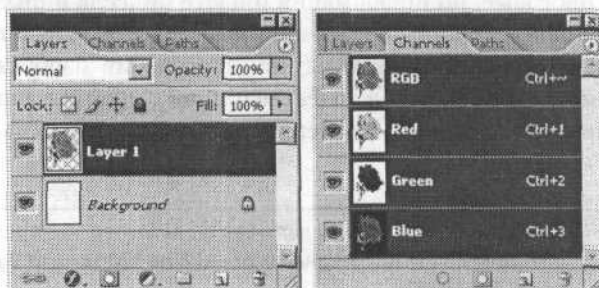 Layers Channels Paths
Normal Opacity: 100%
Lock: Fill: 100%
Layer 1
Background
Layers Channels Paths
RGB Ctrl+~
Red Ctrl+1
Green Ctrl+2
Blue Ctrl+3